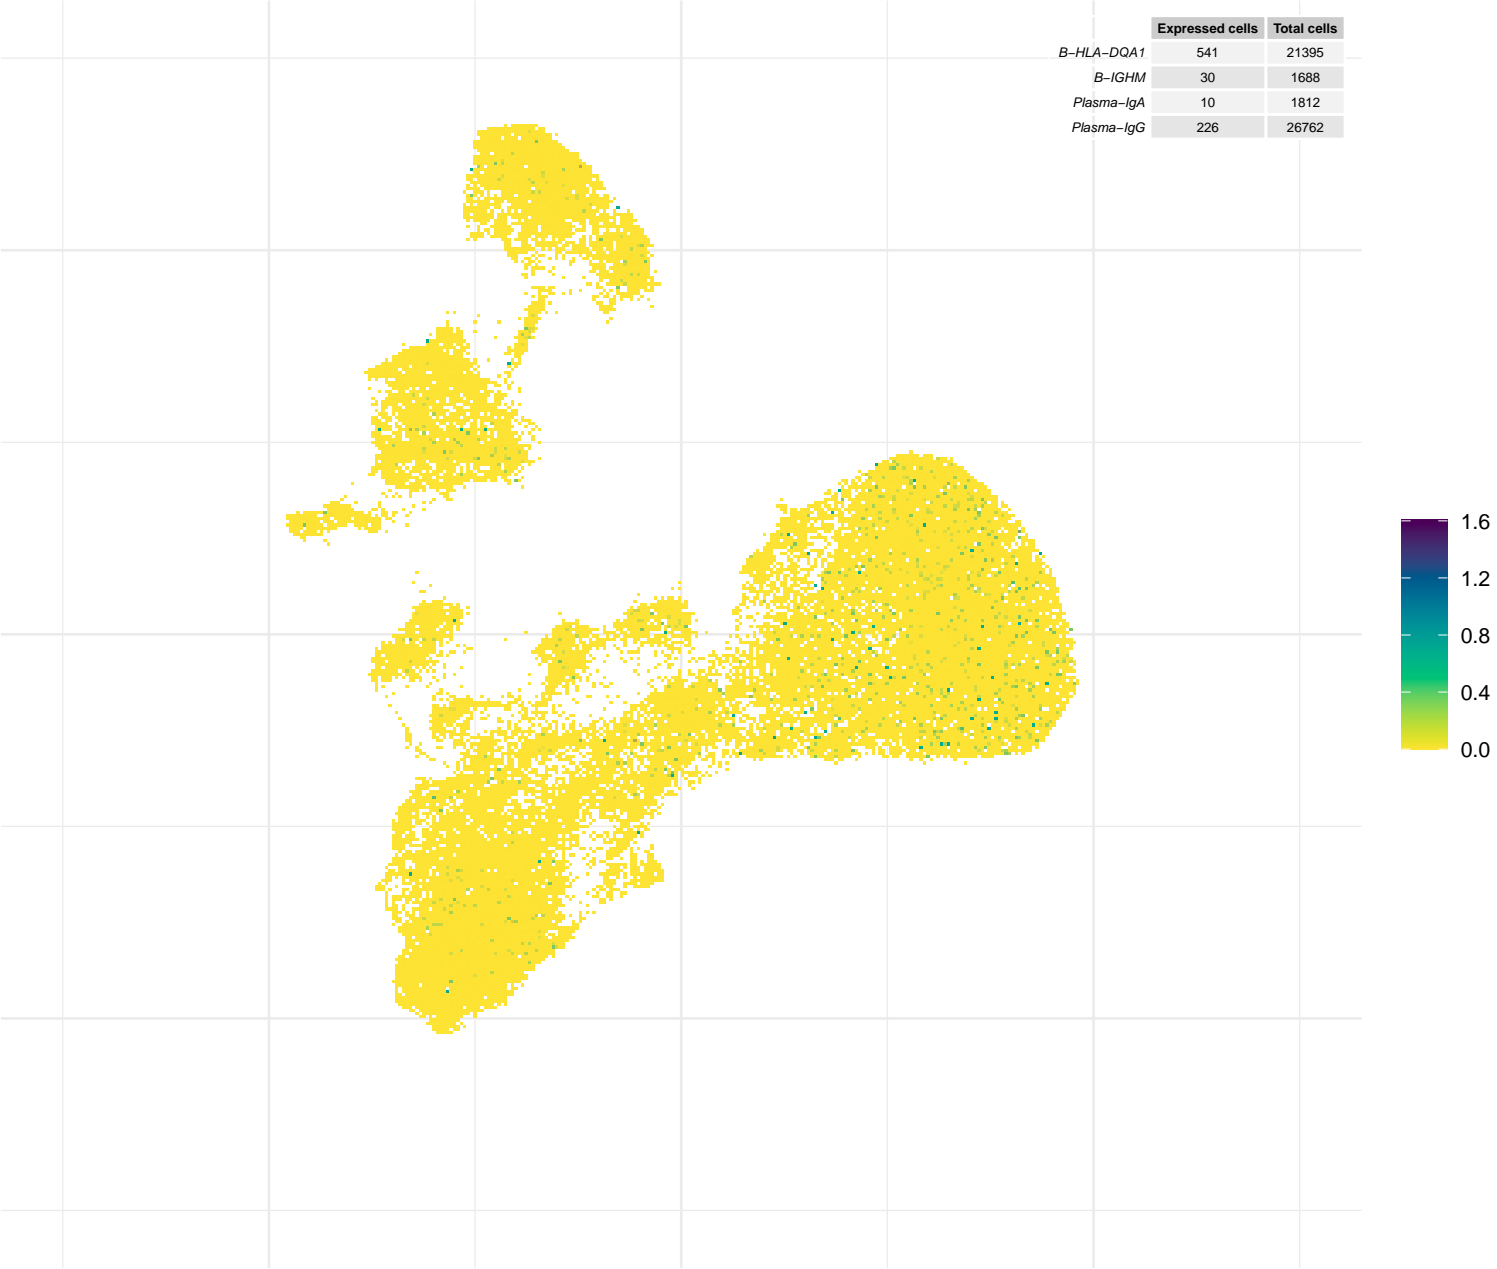 Expressed cells Total cells
B−HLA−DQA1 541 21395
B−IGHM 30 1688
Plasma−IgA 10 1812
Plasma−IgG 226 26762
1.6
1.2
0.8
0.4
0.0